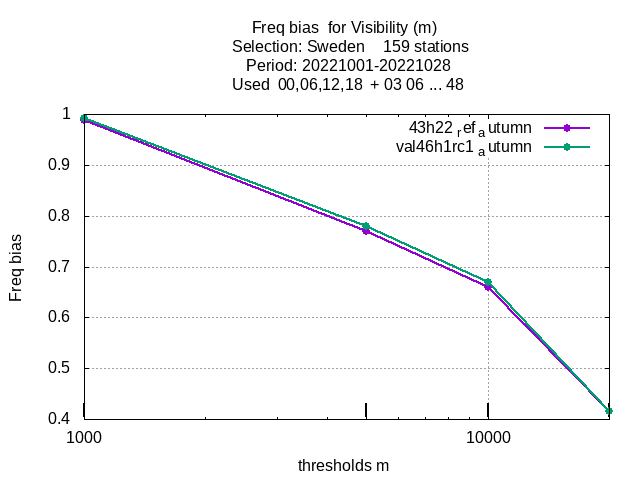 Freq bias  for Visibility (m)
Selection: Sweden    159 stations
Period: 20221001-20221028
Used  00,06,12,18  + 03 06 ... 48
43h22 ref a utumn
val46h1rc1 a utumn
1
0.9
0.8
0.7
0.6
0.5
0.4
Freq bias
1000
10000
thresholds m